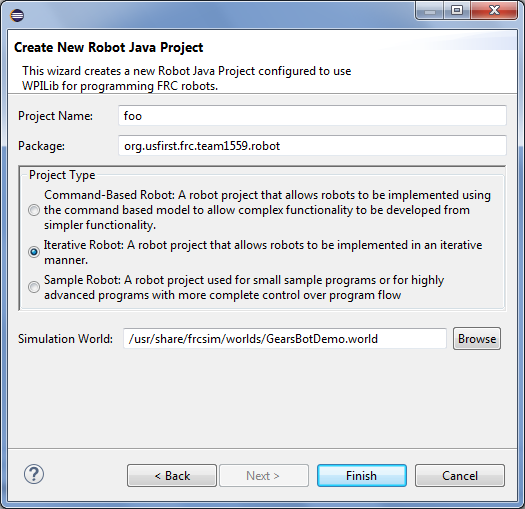 Create New Robot Java Project
This wizard creates a new Robot Java Project configured to use
WPILib for programming FRC robots.
Project Name: foo
Package: org.usfirst.frc.team1559.robot
Project Type
Command-Based Robot: A robot project that allows robots to be implemented using
the command based model to allow complex functionality to be developed from
simpler functionality.
Iterative Robot: A robot project that allows robots to be implemented in an iterative
manner.
Sample Robot: A robot project used for small sample programs or for highly
advanced programs with more complete control over program flow
Simulation World: /usr/share/frcsim/worlds/GearsBotDemo.world Browse
? < Back Next > Finish Cancel